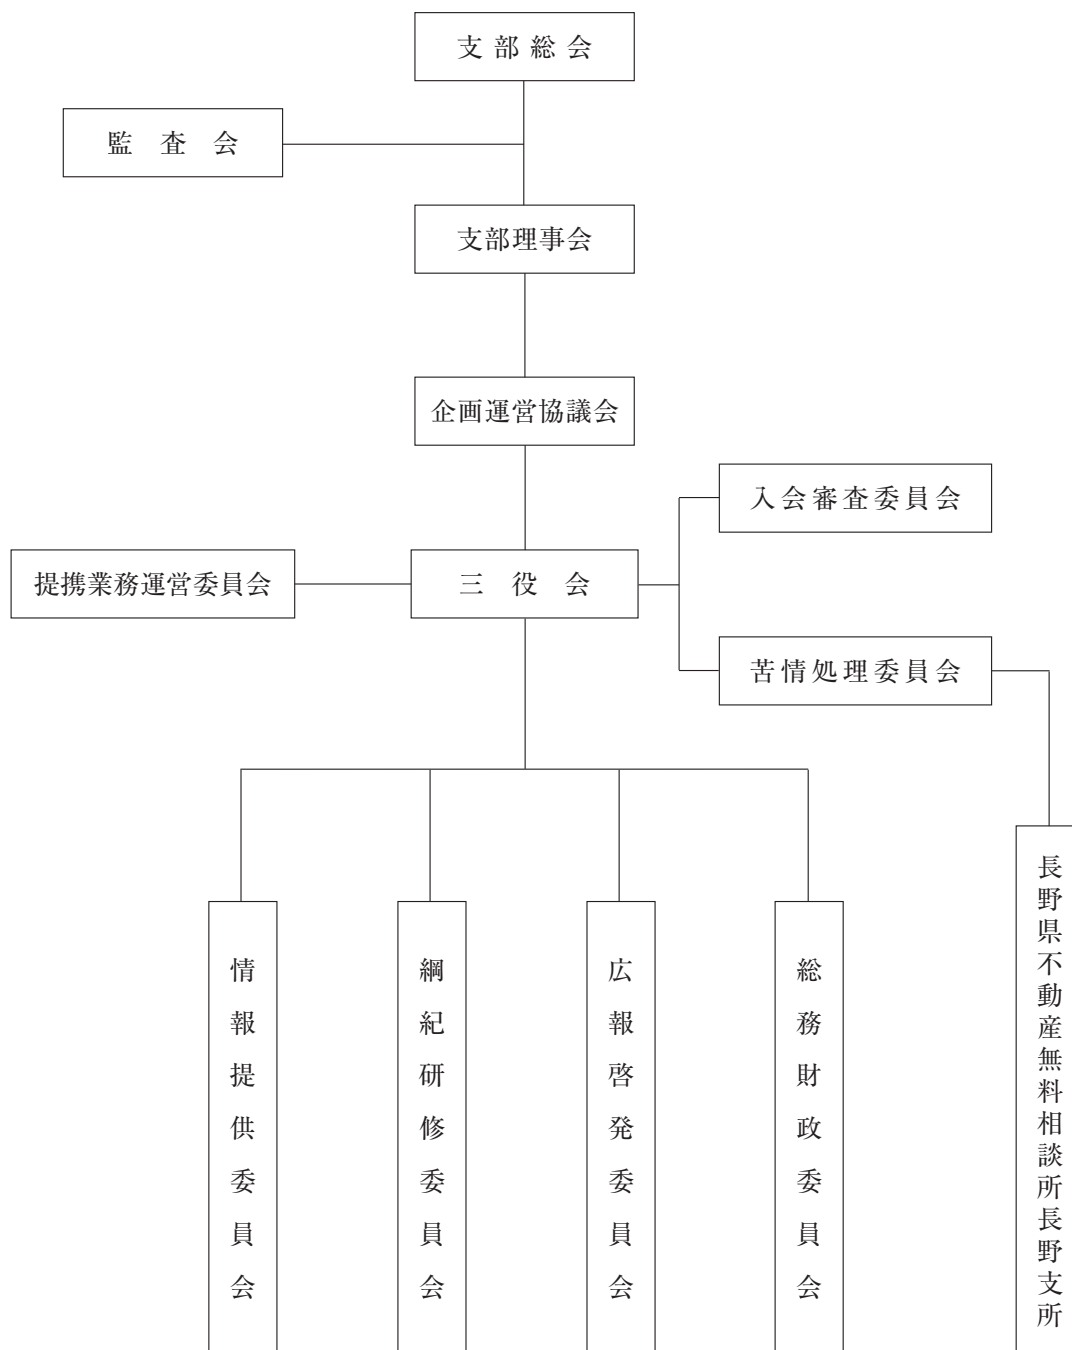 支部総会
監査会
支部理事会
企画運営協議会
入会審査委員会
提携業務運営委員会
三役会
苦情処理委員会
長野県不動産無料相談所長野支所
総務財政委員会
広報啓発委員会
綱紀研修委員会
情報提供委員会